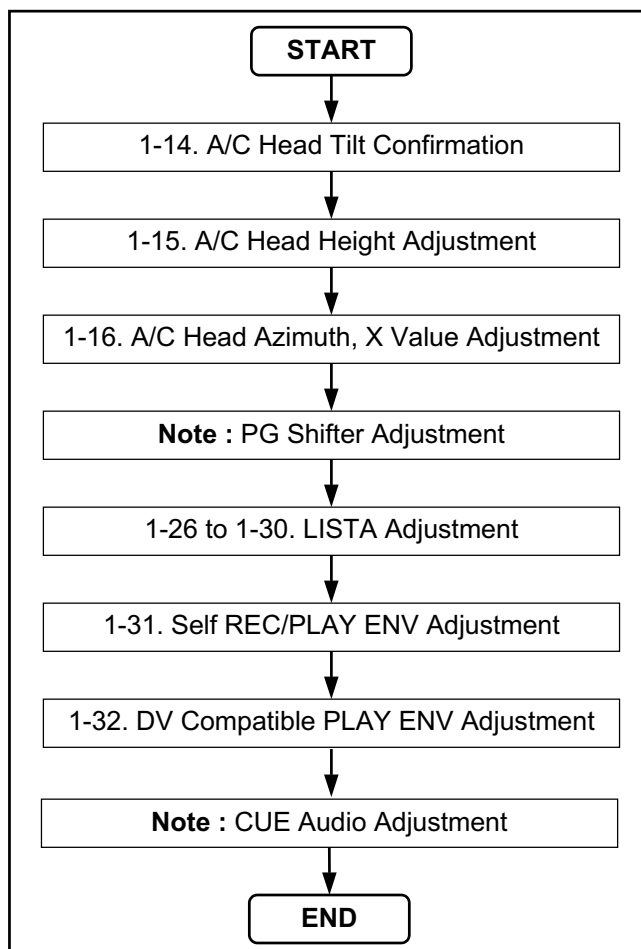 START
1-14. A/C Head Tilt Confirmation
1-15. A/C Head Height Adjustment
1-16. A/C Head Azimuth, X Value Adjustment
Note : PG Shifter Adjustment
1-26 to 1-30. LISTA Adjustment
1-31. Self REC/PLAY ENV Adjustment
1-32. DV Compatible PLAY ENV Adjustment
Note : CUE Audio Adjustment
END